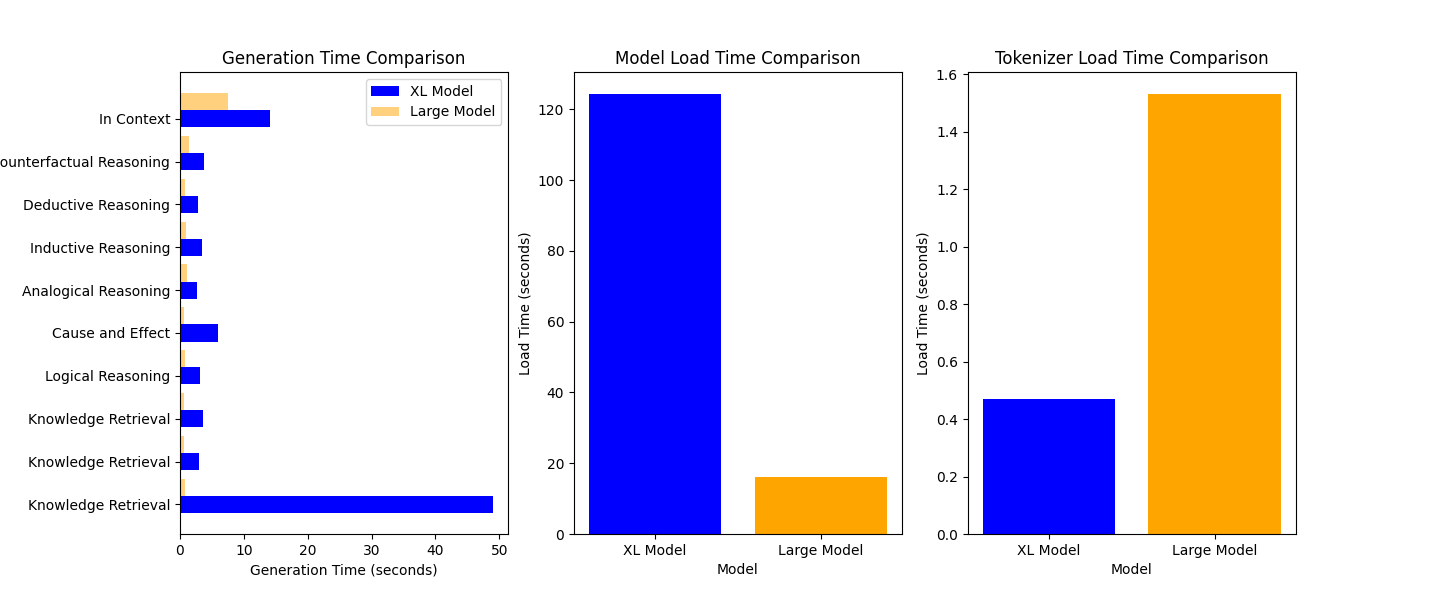 Generation Time Comparison
XL Model
Large Model
In Context
ounterfactual Reasoning
Deductive Reasoning
Inductive Reasoning
Analogical Reasoning
Cause and Effect
Logical Reasoning
Knowledge Retrieval
Knowledge Retrieval
Knowledge Retrieval
0 10 20 30 40 50
Generation Time (seconds)
Model Load Time Comparison
Load Time (seconds)
120
100
80
60
40
20
0
XL Model Large Model
Model
Tokenizer Load Time Comparison
Load Time (seconds)
1.6
1.4
1.2
1.0
0.8
0.6
0.4
0.2
0.0
XL Model Large Model
Model